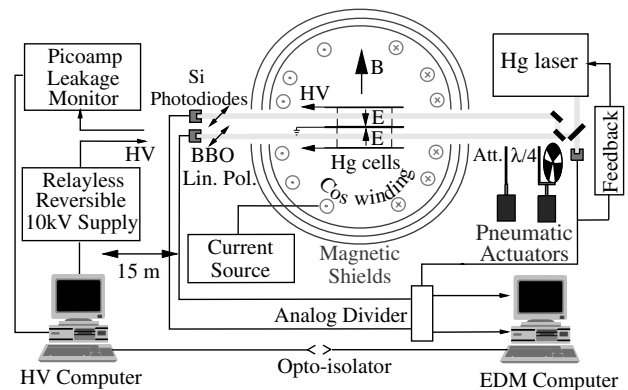 Picoamp
Leakage
Monitor
Si
Photodiodes
HV
B
HV
E
E
Hg cells
BBO
Lin. Pol.
Cos winding
Hg laser
Feedback
Att.
λ/4
Pneumatic
Actuators
Relayless
Reversible
10kV Supply
15 m
Current
Source
Magnetic
Shields
Analog Divider
HV Computer
Opto-isolator
EDM Computer